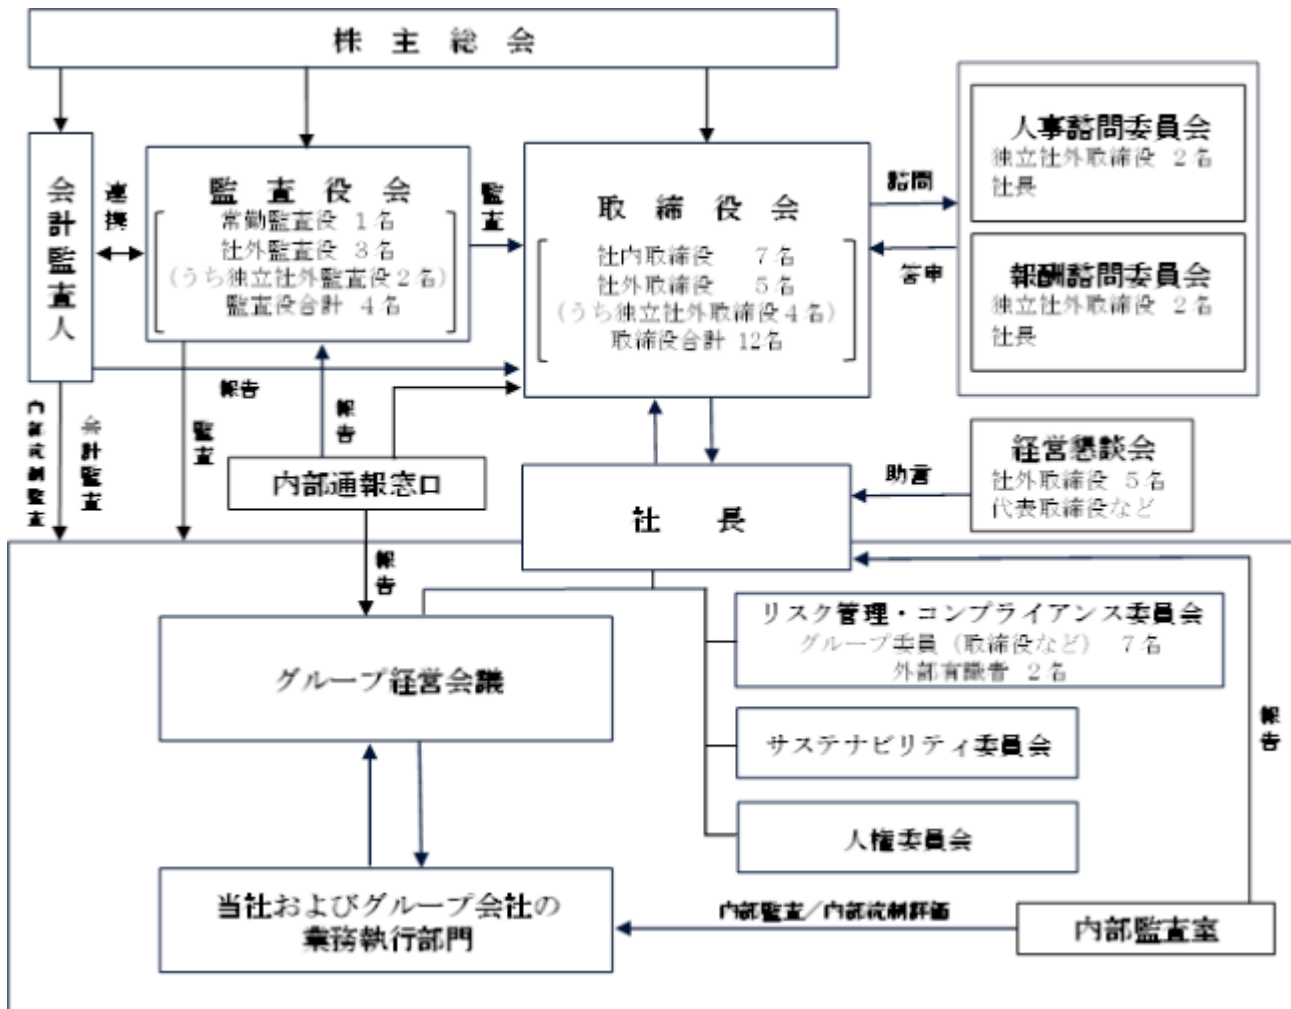 株主総会
人事諮問委員会
独立社外取締役 2名
社長
会計監査人
連携
監査役会
常勤監査役 1名
社外監査役 3名
(うち独立社外監査役2名)
監査役合計 4名
監査
取締役会
社内取締役 7名
社外取締役 5名
(うち独立社外取締役4名)
取締役合計 12名
諮問
答申
報酬諮問委員会
独立社外取締役 2名
社長
報告
報告
内部統制監査
会計監査
監査
内部通報窓口
社長
助言
経営懇談会
社外取締役 5名
代表取締役など
報告
グループ経営会議
リスク管理・コンプライアンス委員会
グループ委員(取締役など) 7名
外部有識者 2名
サステナビリティ委員会
人権委員会
報告
当社およびグループ会社の
業務執行部門
内部監査/内部統制評価
内部監査室